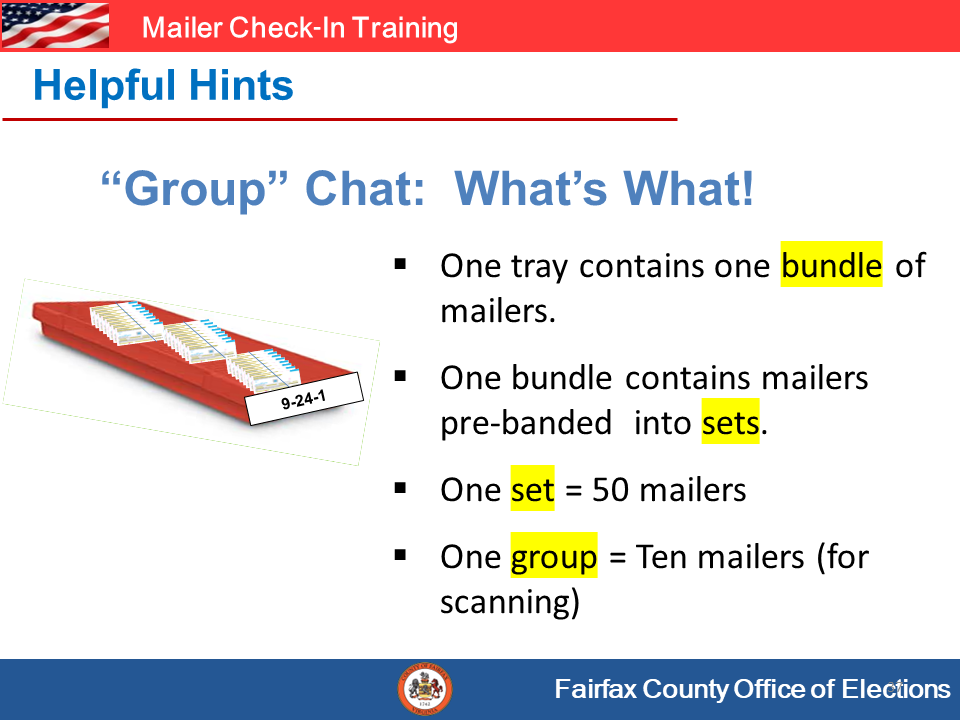 Mailer Check-In Training
Helpful Hints
“Group” Chat:  What’s What!
▪ One tray contains one bundle of
mailers.
▪ One bundle contains mailers
pre-banded  into sets.
▪ One set = 50 mailers
▪ One group = Ten mailers (for
scanning)
9-24-1
Fairfax County Office of Elections